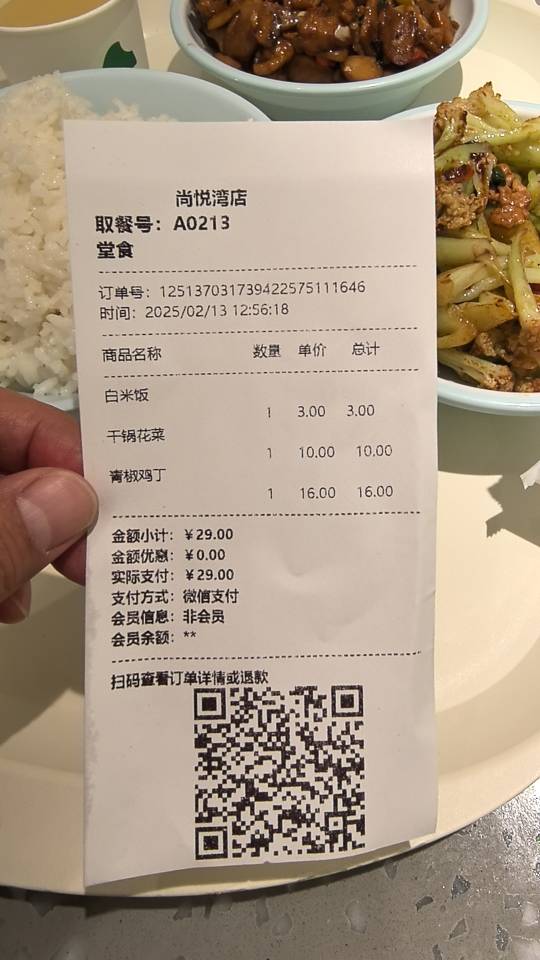 尚悦湾店
取餐号：A0213
堂食
订单号：125137031739422575111646
时间：2025/02/13 12:56:18
商品名称 数量 单价 总计
白米饭
1 3.00 3.00
干锅花菜
1 10.00 10.00
青椒鸡丁
1 16.00 16.00
金额小计：￥29.00
金额优惠：￥0.00
实际支付：￥29.00
支付方式：微信支付
会员信息：非会员
会员余额：**
扫码查看订单详情或退款